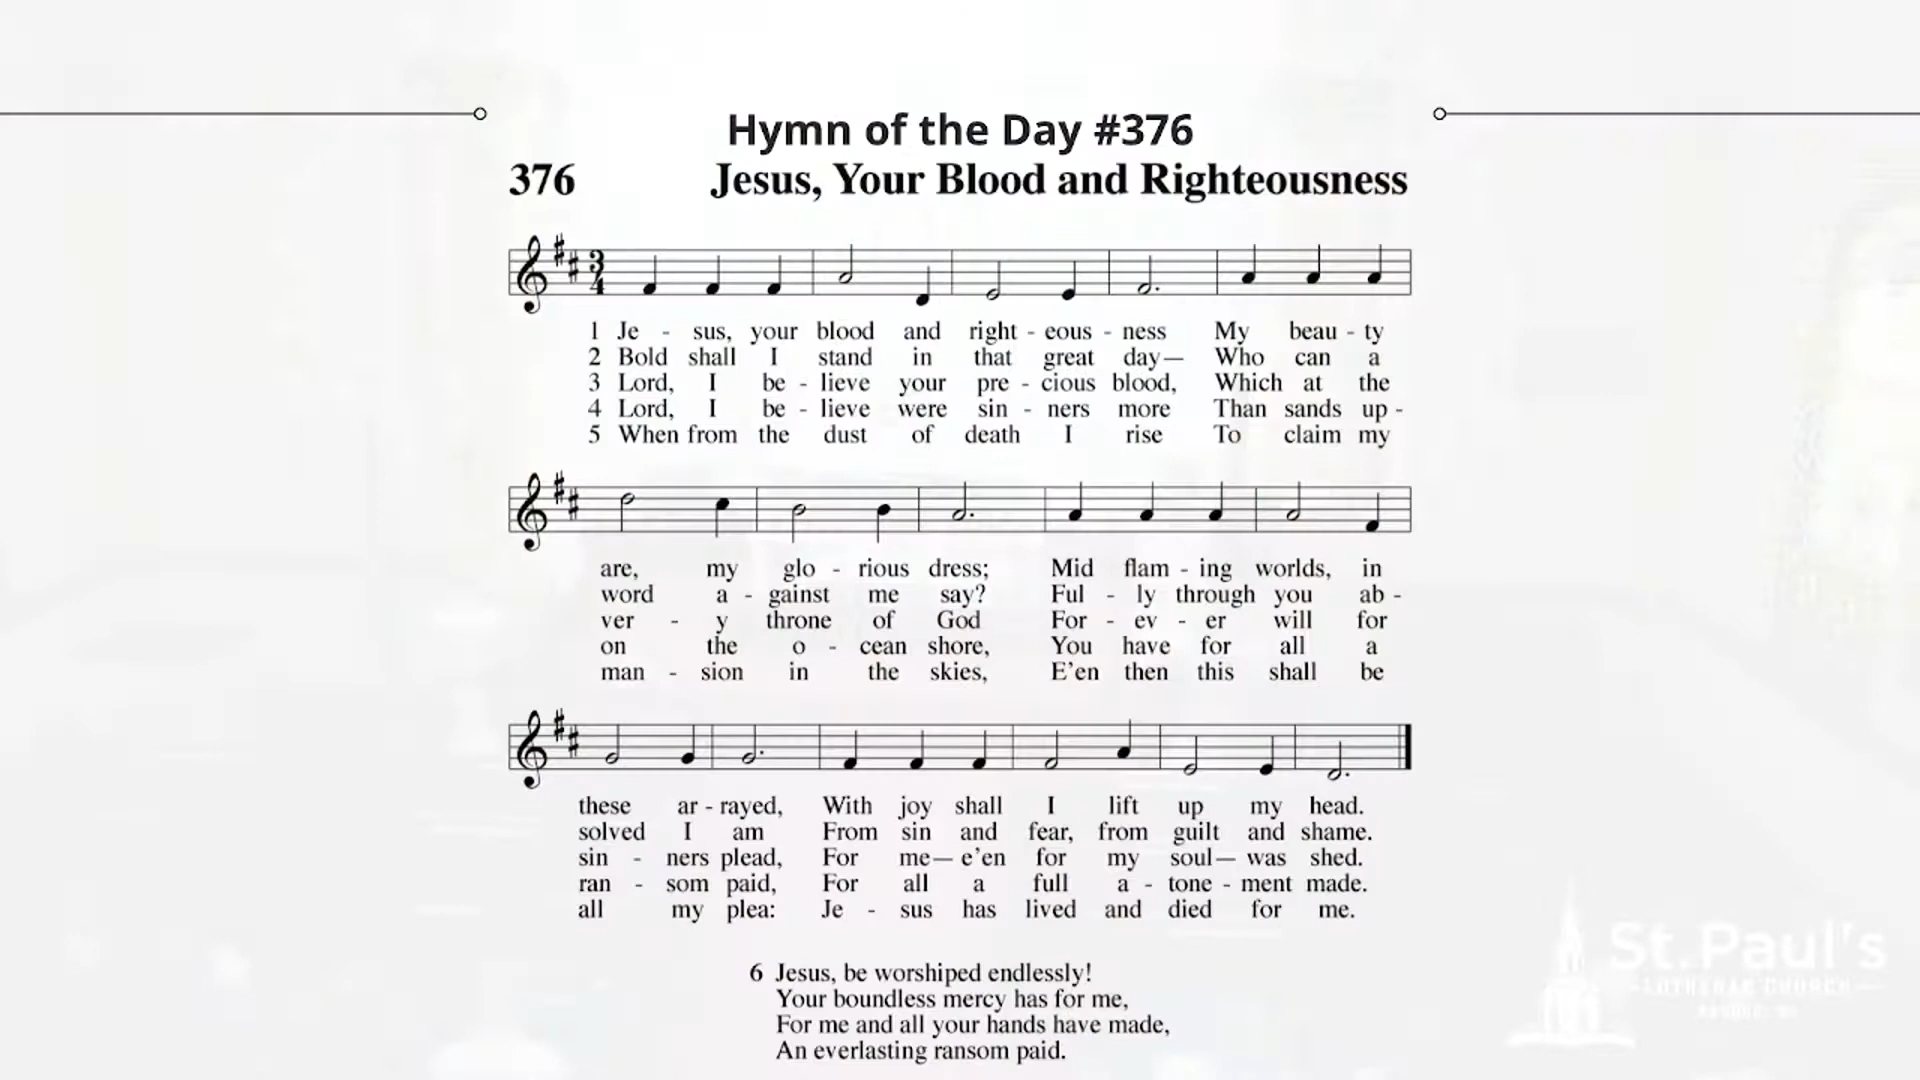 Hymn of the Day #376
376 Jesus, Your Blood and Righteousness
1 Je - sus, your blood and right - eous - ness My beau - ty
2 Bold shall I stand in that great day— Who can a
3 Lord, I be - lieve your pre - cious blood, Which at the
4 Lord, I be - lieve were sin - ners more Than sands up -
5 When from the dust of death I rise To claim my
are, my glo - rious dress; Mid flam - ing worlds, in
word a - gainst me say? Ful - ly through you ab -
ver - y throne of God For - ev - er will for
on the o - cean shore, You have for all a
man - sion in the skies, E'en then this shall be
these ar - rayed, With joy shall I lift up my head.
solved I am From sin and fear, from guilt and shame.
sin - ners plead, For me— e'en for my soul— was shed.
ran - som paid, For all a full a - tone - ment made.
all my plea: Je - sus has lived and died for me.
6 Jesus, be worshiped endlessly!
Your boundless mercy has for me,
For me and all your hands have made,
An everlasting ransom paid.
St. Paul's
LUTHERAN CHURCH